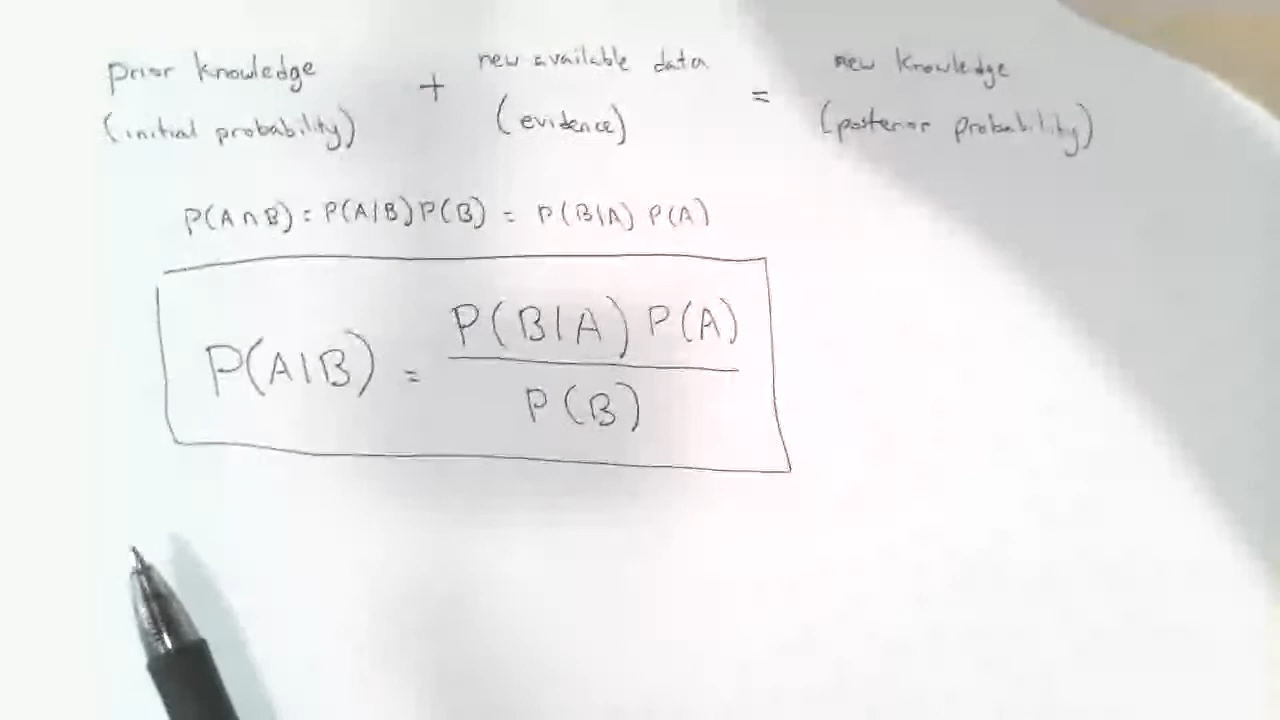 prior knowledge + new available data = new knowledge
(initial probability) (evidence) (posterior probability)
P(A∩B) = P(A|B) P(B) = P(B|A) P(A)
P(A|B) = P(B|A) P(A)
P(B)